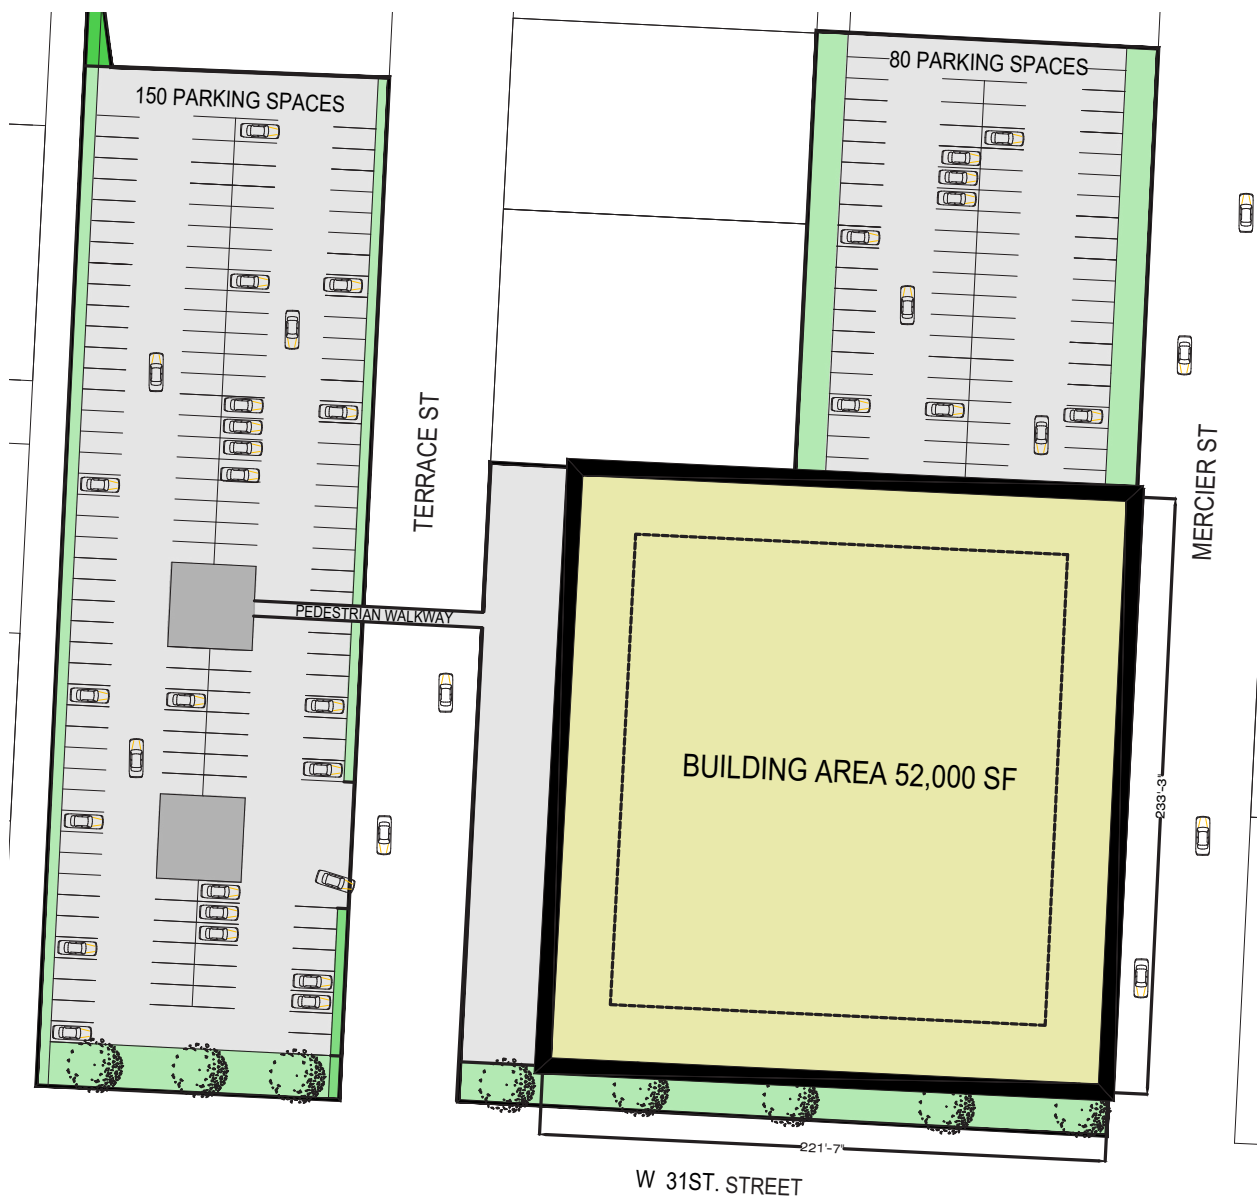 80 PARKING SPACES
150 PARKING SPACES
TERRACE ST
MERCIER ST
PEDESTRIAN WALKWAY
BUILDING AREA 52,000 SF
233'-3"
221'-7"
W 31ST. STREET